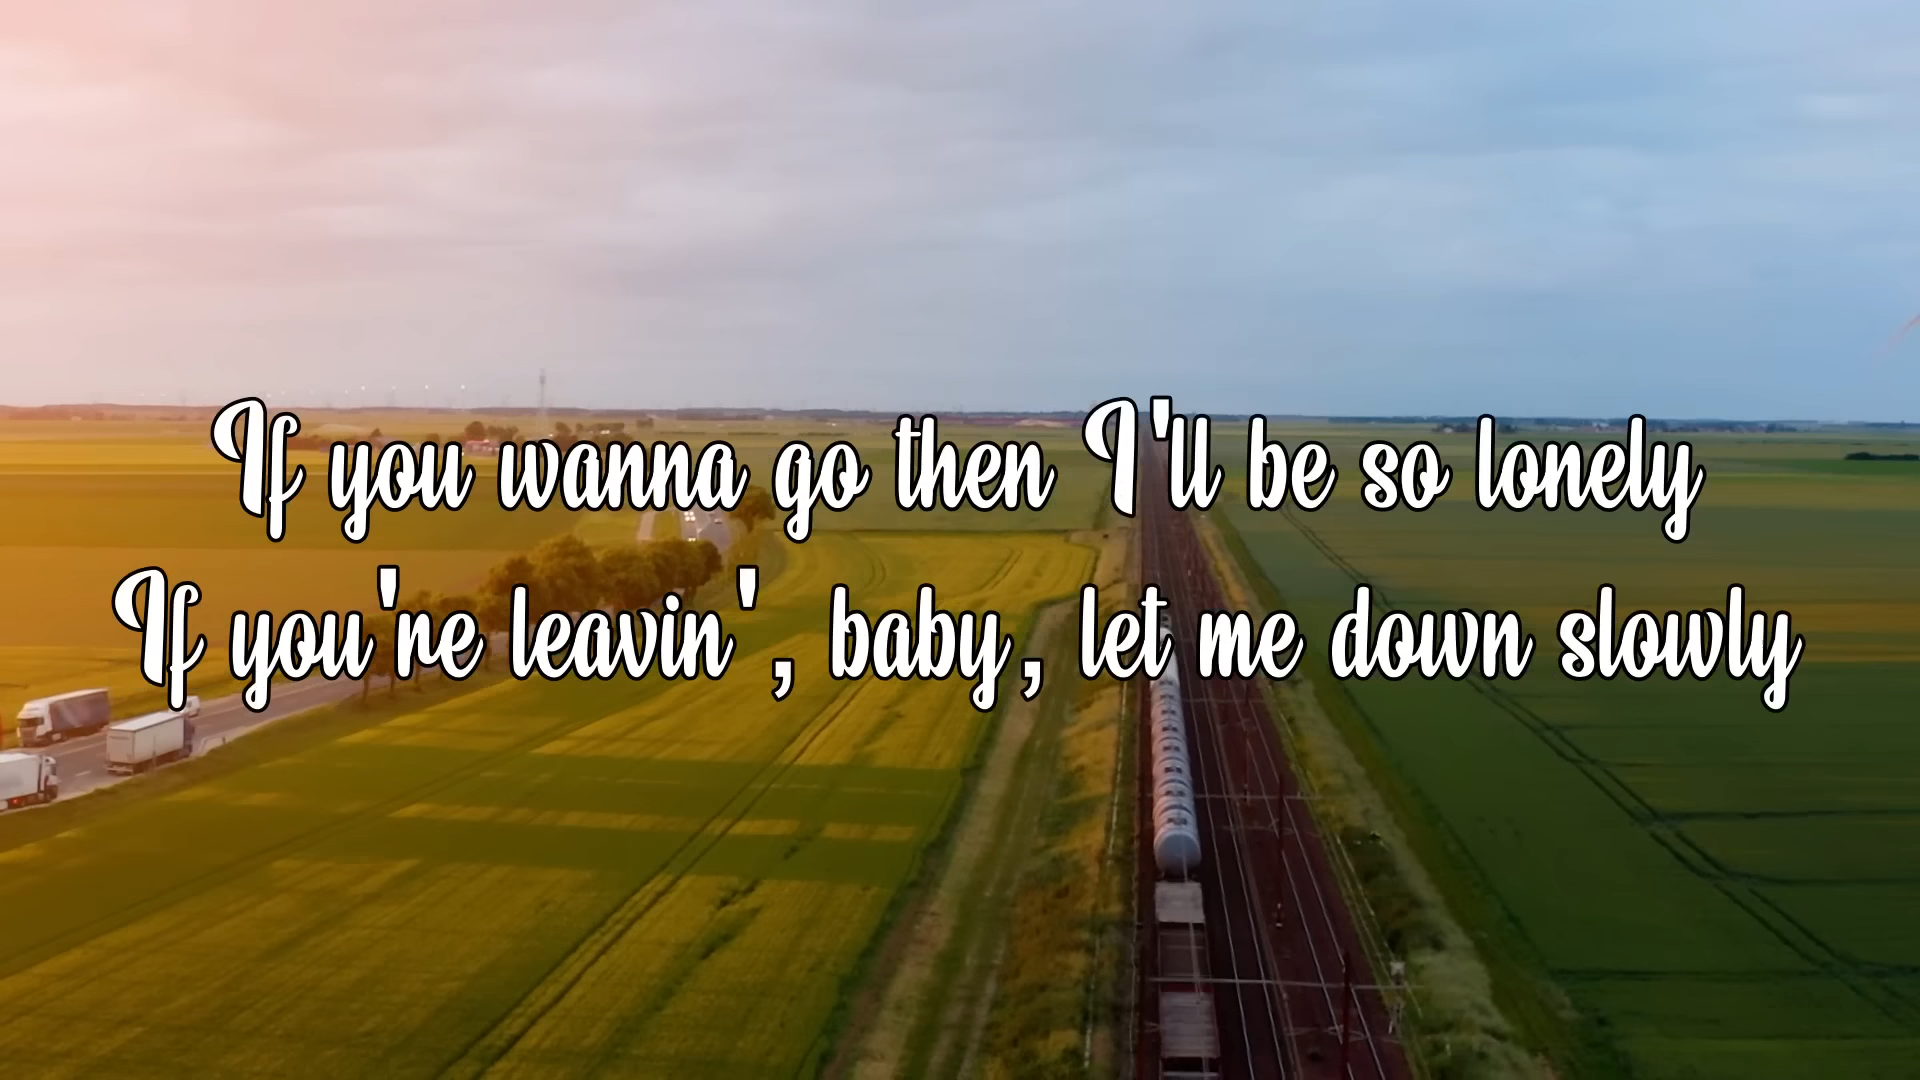 If you wanna go then I'll be so lonely
If you're leavin', baby, let me down slowly